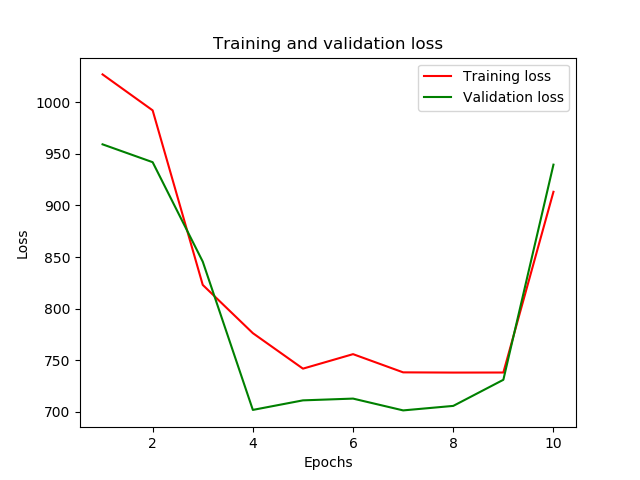 Training and validation loss
Training loss
Validation loss
1000
950
900
850
800
750
700
Loss
2
4
6
8
10
Epochs